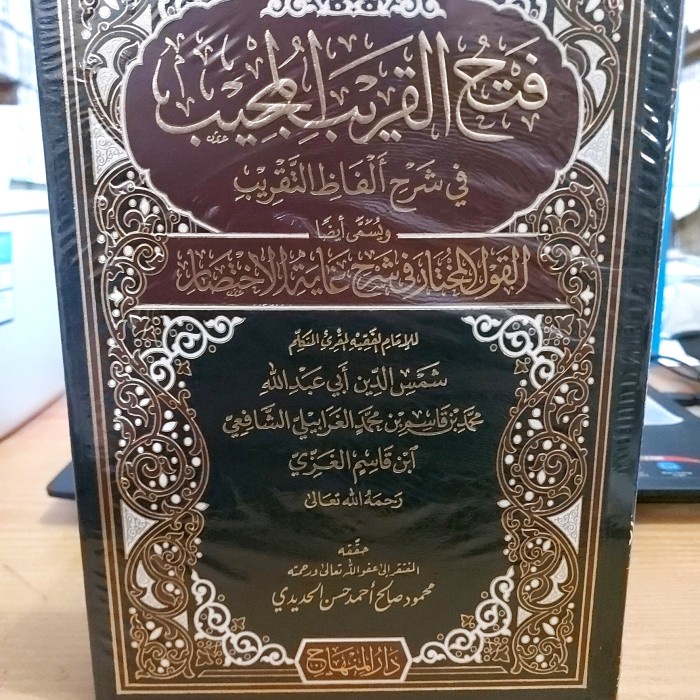 فتح القريب المجيب
في شرح ألفاظ التقريب
ويسمى أيضا
القول المختار في شرح غاية الاختصار
للإمام الفقيه المقرئ المتكلم
شمس الدين أبي عبد الله
محمد بن قاسم بن محمد الغرابيلي الشافعي
ابن قاسم الغزي
رحمه الله تعالى
حققه
المفتقر إلى عفو الله تعالى ورحمته
محمود صالح أحمد حسن الحديدي
دار المنهاج